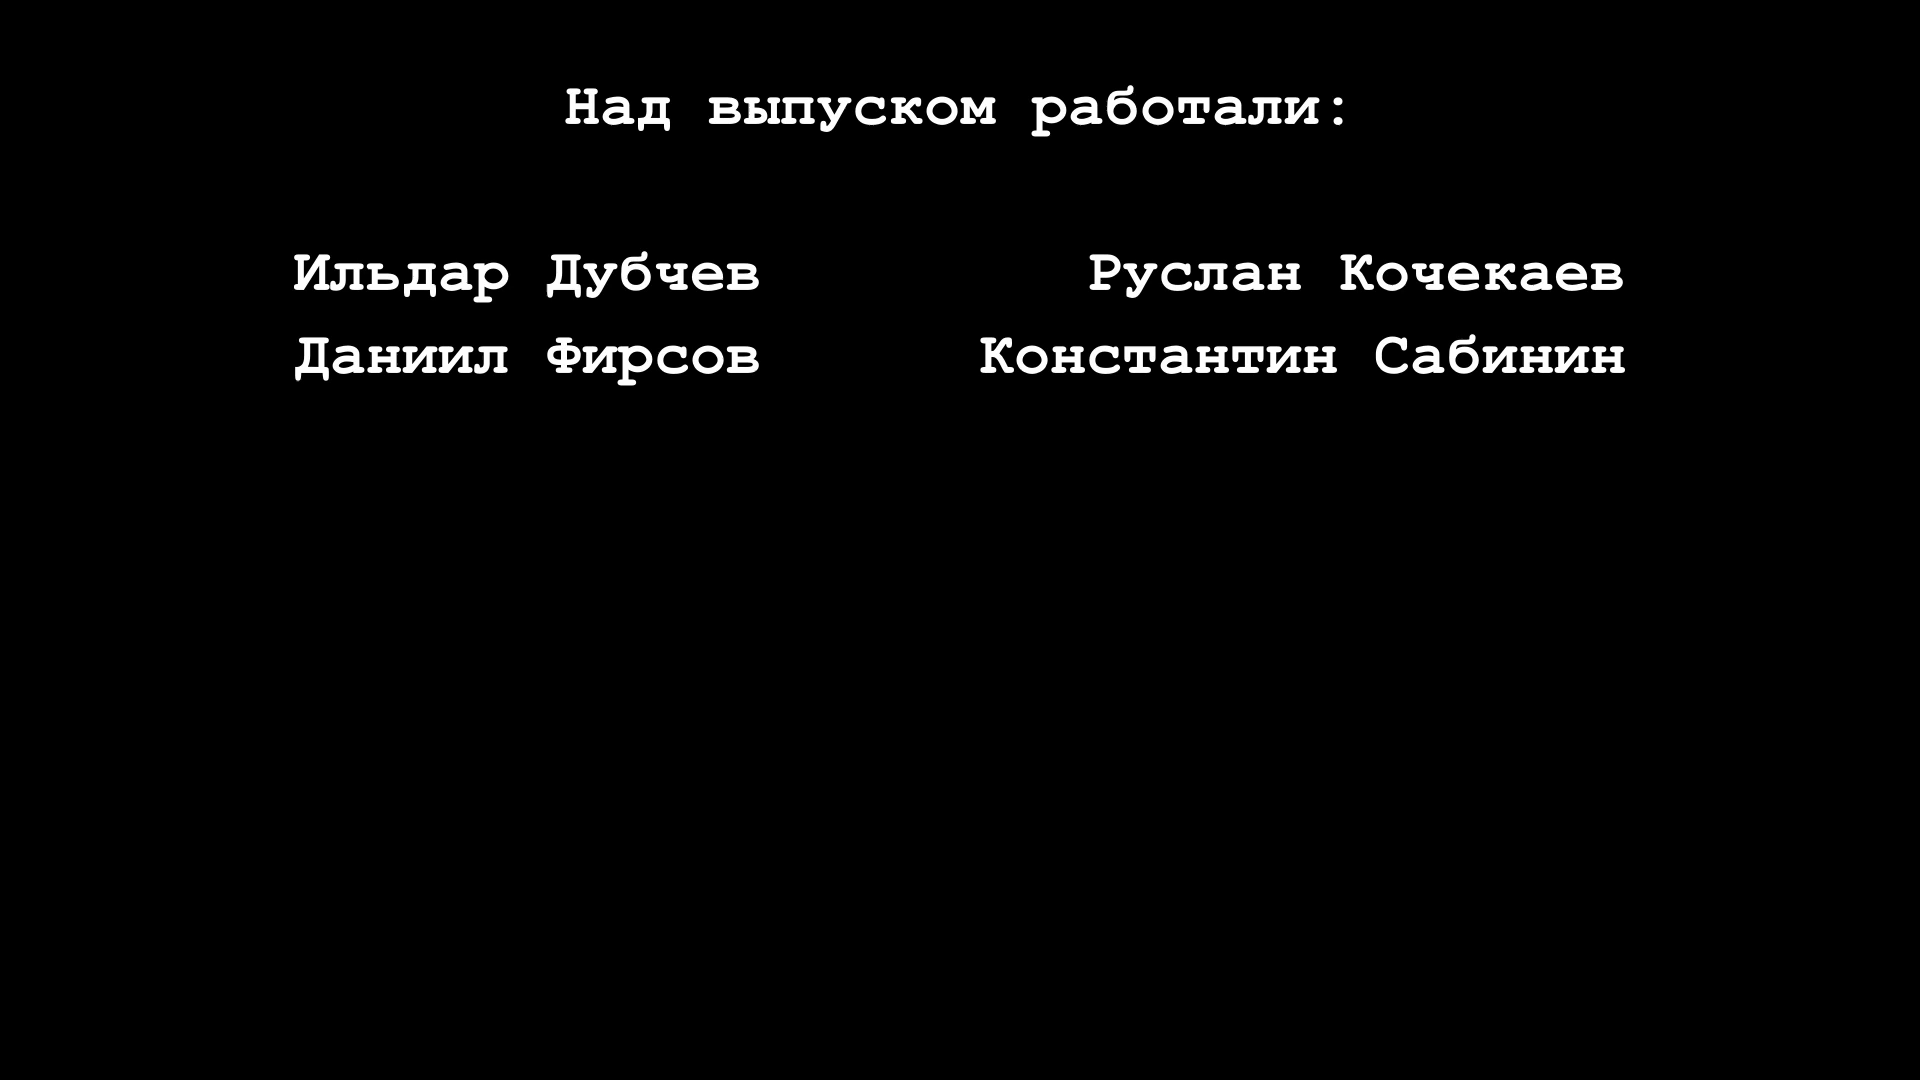 Над выпуском работали:
Ильдар Дубчев Руслан Кочекаев
Даниил Фирсов Константин Сабинин